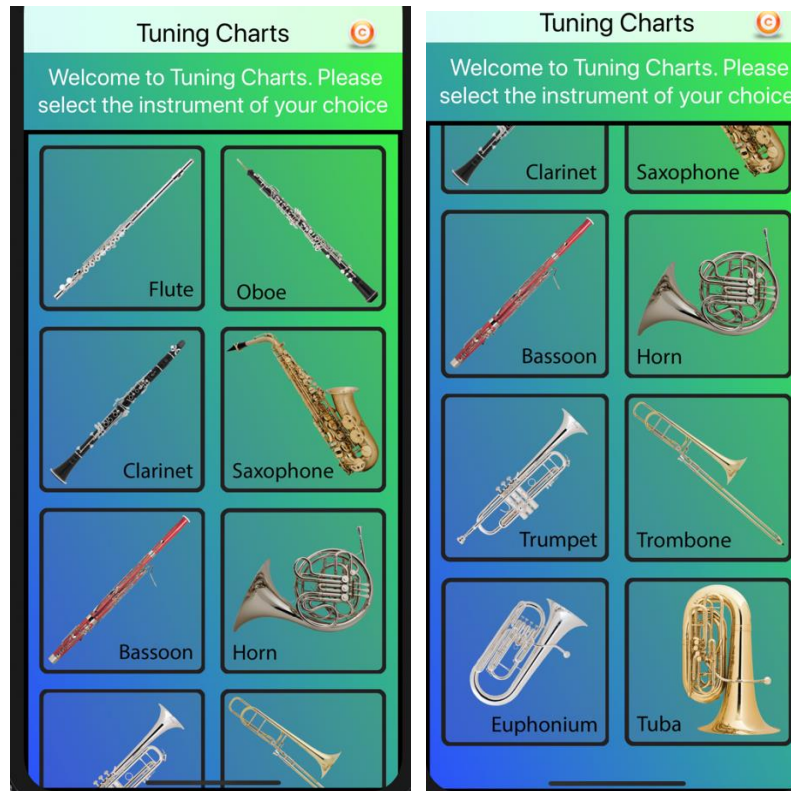 Tuning Charts
C
Welcome to Tuning Charts. Please
select the instrument of your choice
Flute
Oboe
Clarinet
Saxophone
Bassoon
Horn
Tuning Charts
C
Welcome to Tuning Charts. Please
select the instrument of your choice
Clarinet
Saxophone
Bassoon
Horn
Trumpet
Trombone
Euphonium
Tuba